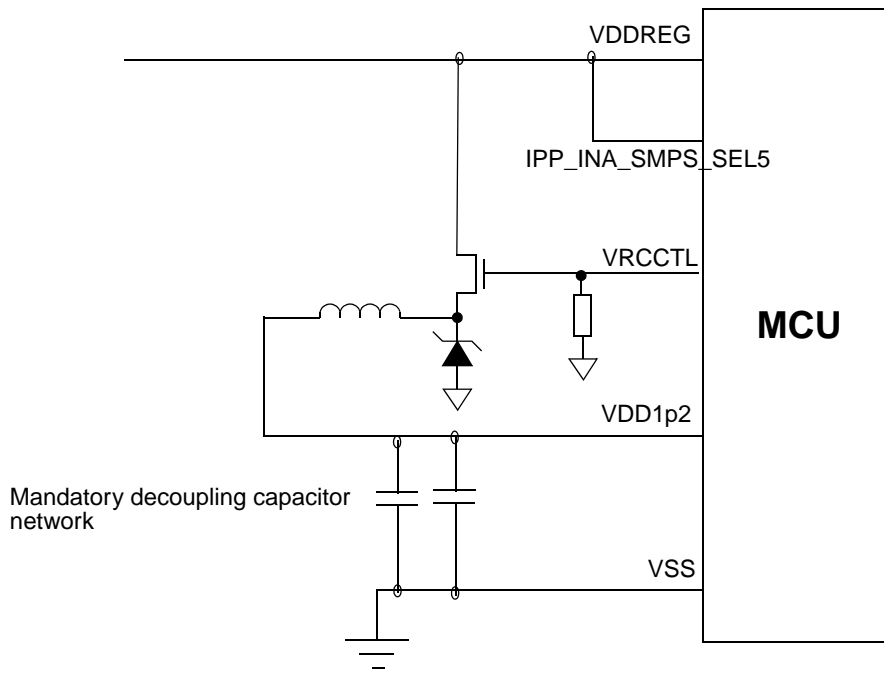 VDDREG
IPP_INA_SMPS_SEL5
VRCCTL
MCU
VDD1p2
Mandatory decoupling capacitor
network
VSS